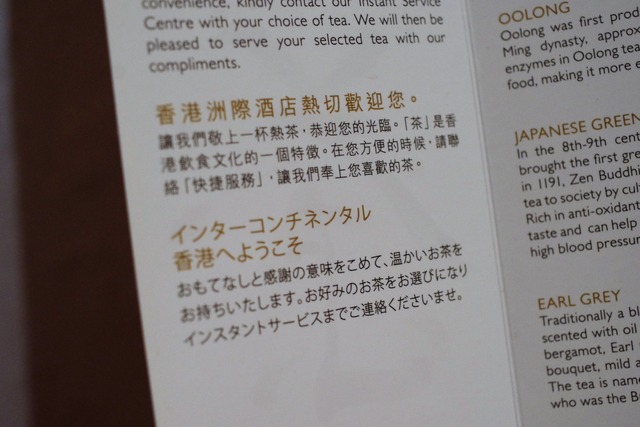 convenience, kindly contact our Instant Service
Centre with your choice of tea. We will then be
pleased to serve your selected tea with our
compliments.
香港洲際酒店熱切歡迎您。
讓我們敬上一杯熱茶，恭迎您的光臨。「茶」是香
港飲食文化的一個特徵。在您方便的時候，請聯
絡「快捷服務」，讓我們奉上您喜歡的茶。
インターコンチネンタル
香港へようこそ
おもてなしと感謝の意味をこめて、温かいお茶を
お持ちいたします。お好みのお茶をお選びになり
インスタントサービスまでご連絡くださいませ。
OOLONG
Oolong was first prod
Ming dynasty, approx
enzymes in Oolong tea
food, making it more e
JAPANESE GREEN
In the 8th-9th cent
brought the first gre
in 1191, Zen Buddhi
tea to society by cu
Rich in anti-oxidant
taste and can help
high blood pressur
EARL GREY
Traditionally a bl
scented with oil
bergamot, Earl
bouquet, mild a
The tea is name
who was the B